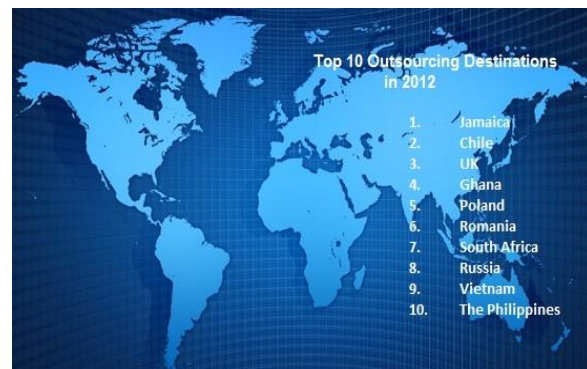 Top 10 Outsourcing Destinations
in 2012
1. Jamaica
2. Chile
3. UK
4. Ghana
5. Poland
6. Romania
7. South Africa
8. Russia
9. Vietnam
10. The Philippines